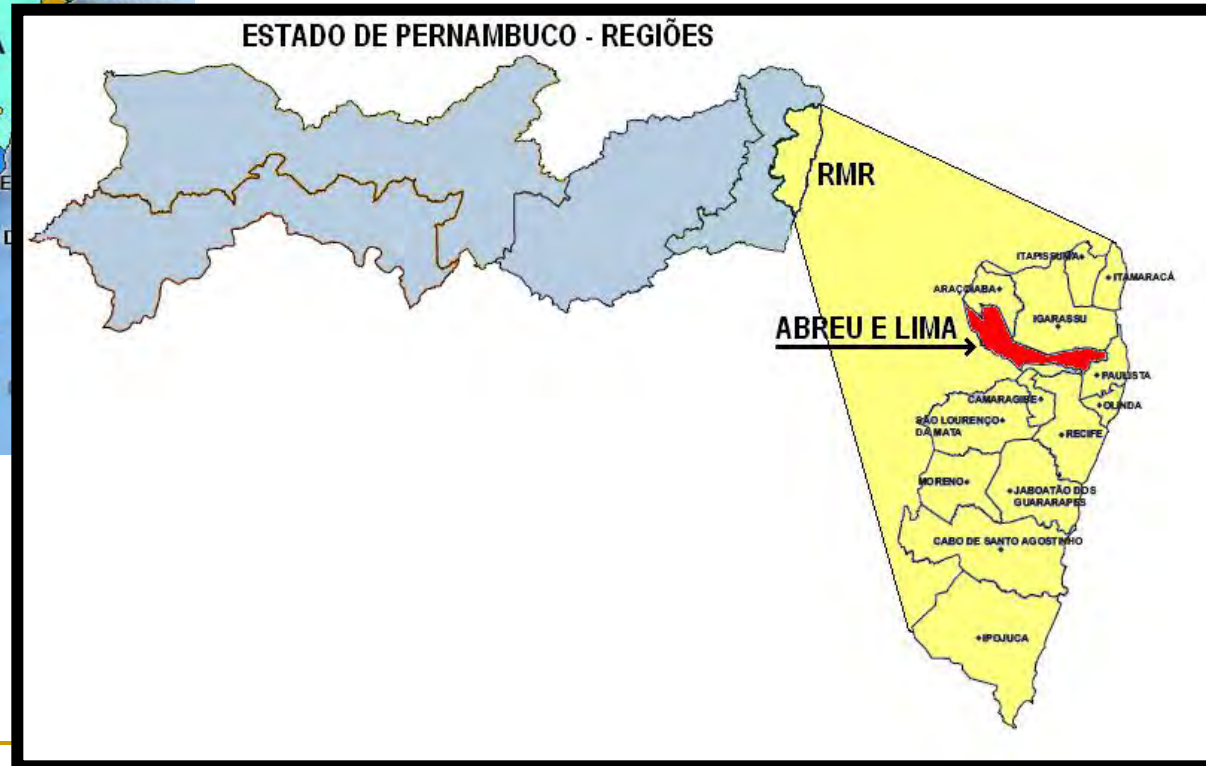 ESTADO DE PERNAMBUCO - REGIÕES
RMR
ITAPISSUMA
ITAMARACÁ
ARAÇOIABA
IGARASSU
ABREU E LIMA
PAULISTA
CAMARAGIBE
OLINDA
SÃO LOURENÇO
DA MATA
RECIFE
MORENO
JABOATÃO DOS
GUARARAPES
CABO DE SANTO AGOSTINHO
IPOJUCA